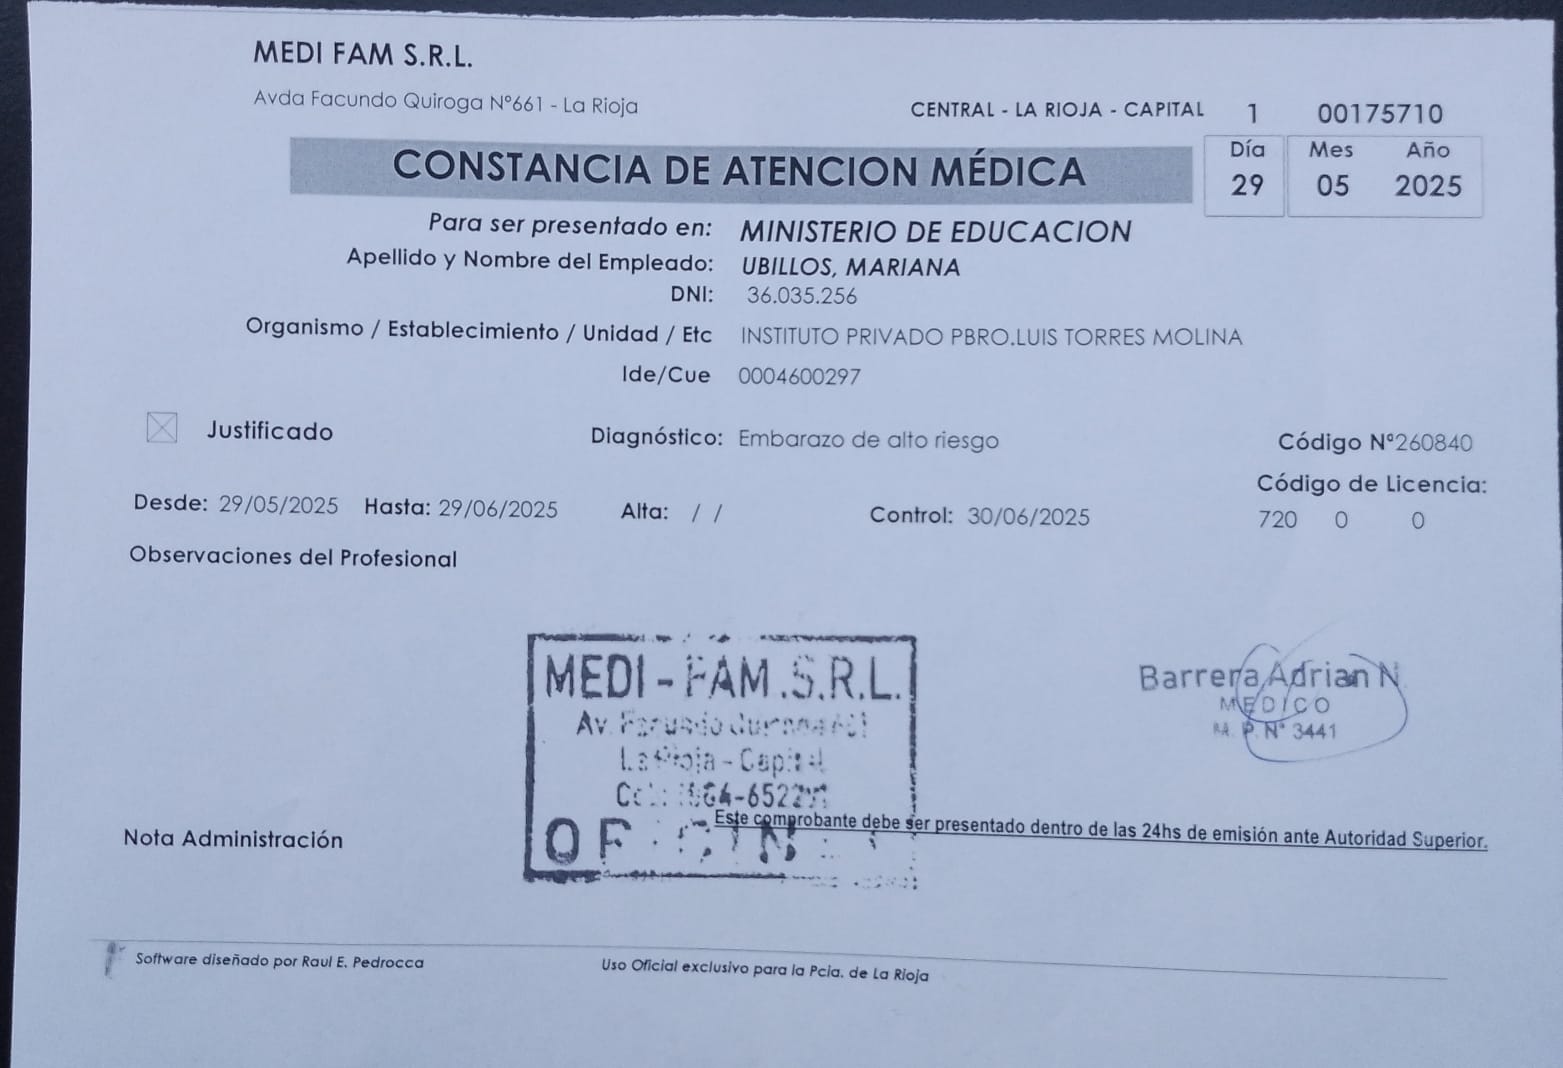 MEDI FAM S.R.L.
Avda Facundo Quiroga Nº661 - La Rioja
CENTRAL - LA RIOJA - CAPITAL 1 00175710
CONSTANCIA DE ATENCION MÉDICA
Día Mes Año
29 05 2025
Para ser presentado en: MINISTERIO DE EDUCACION
Apellido y Nombre del Empleado: UBILLOS, MARIANA
DNI: 36.035.256
Organismo / Establecimiento / Unidad / Etc INSTITUTO PRIVADO PBRO.LUIS TORRES MOLINA
Ide/Cue 0004600297
Justificado Diagnóstico: Embarazo de alto riesgo Código Nº260840
Código de Licencia:
Desde: 29/05/2025 Hasta: 29/06/2025 Alta: / / Control: 30/06/2025 720 0 0
Observaciones del Profesional
MEDI - FAM.S.R.L.
Av.
La Rioja - Capital
Barrera Adrian N
MEDICO
M. P. Nº 3441
Este comprobante debe ser presentado dentro de las 24hs de emisión ante Autoridad Superior.
Nota Administración
Software diseñado por Raul E. Pedrocca
Uso Oficial exclusivo para la Pcia. de La Rioja